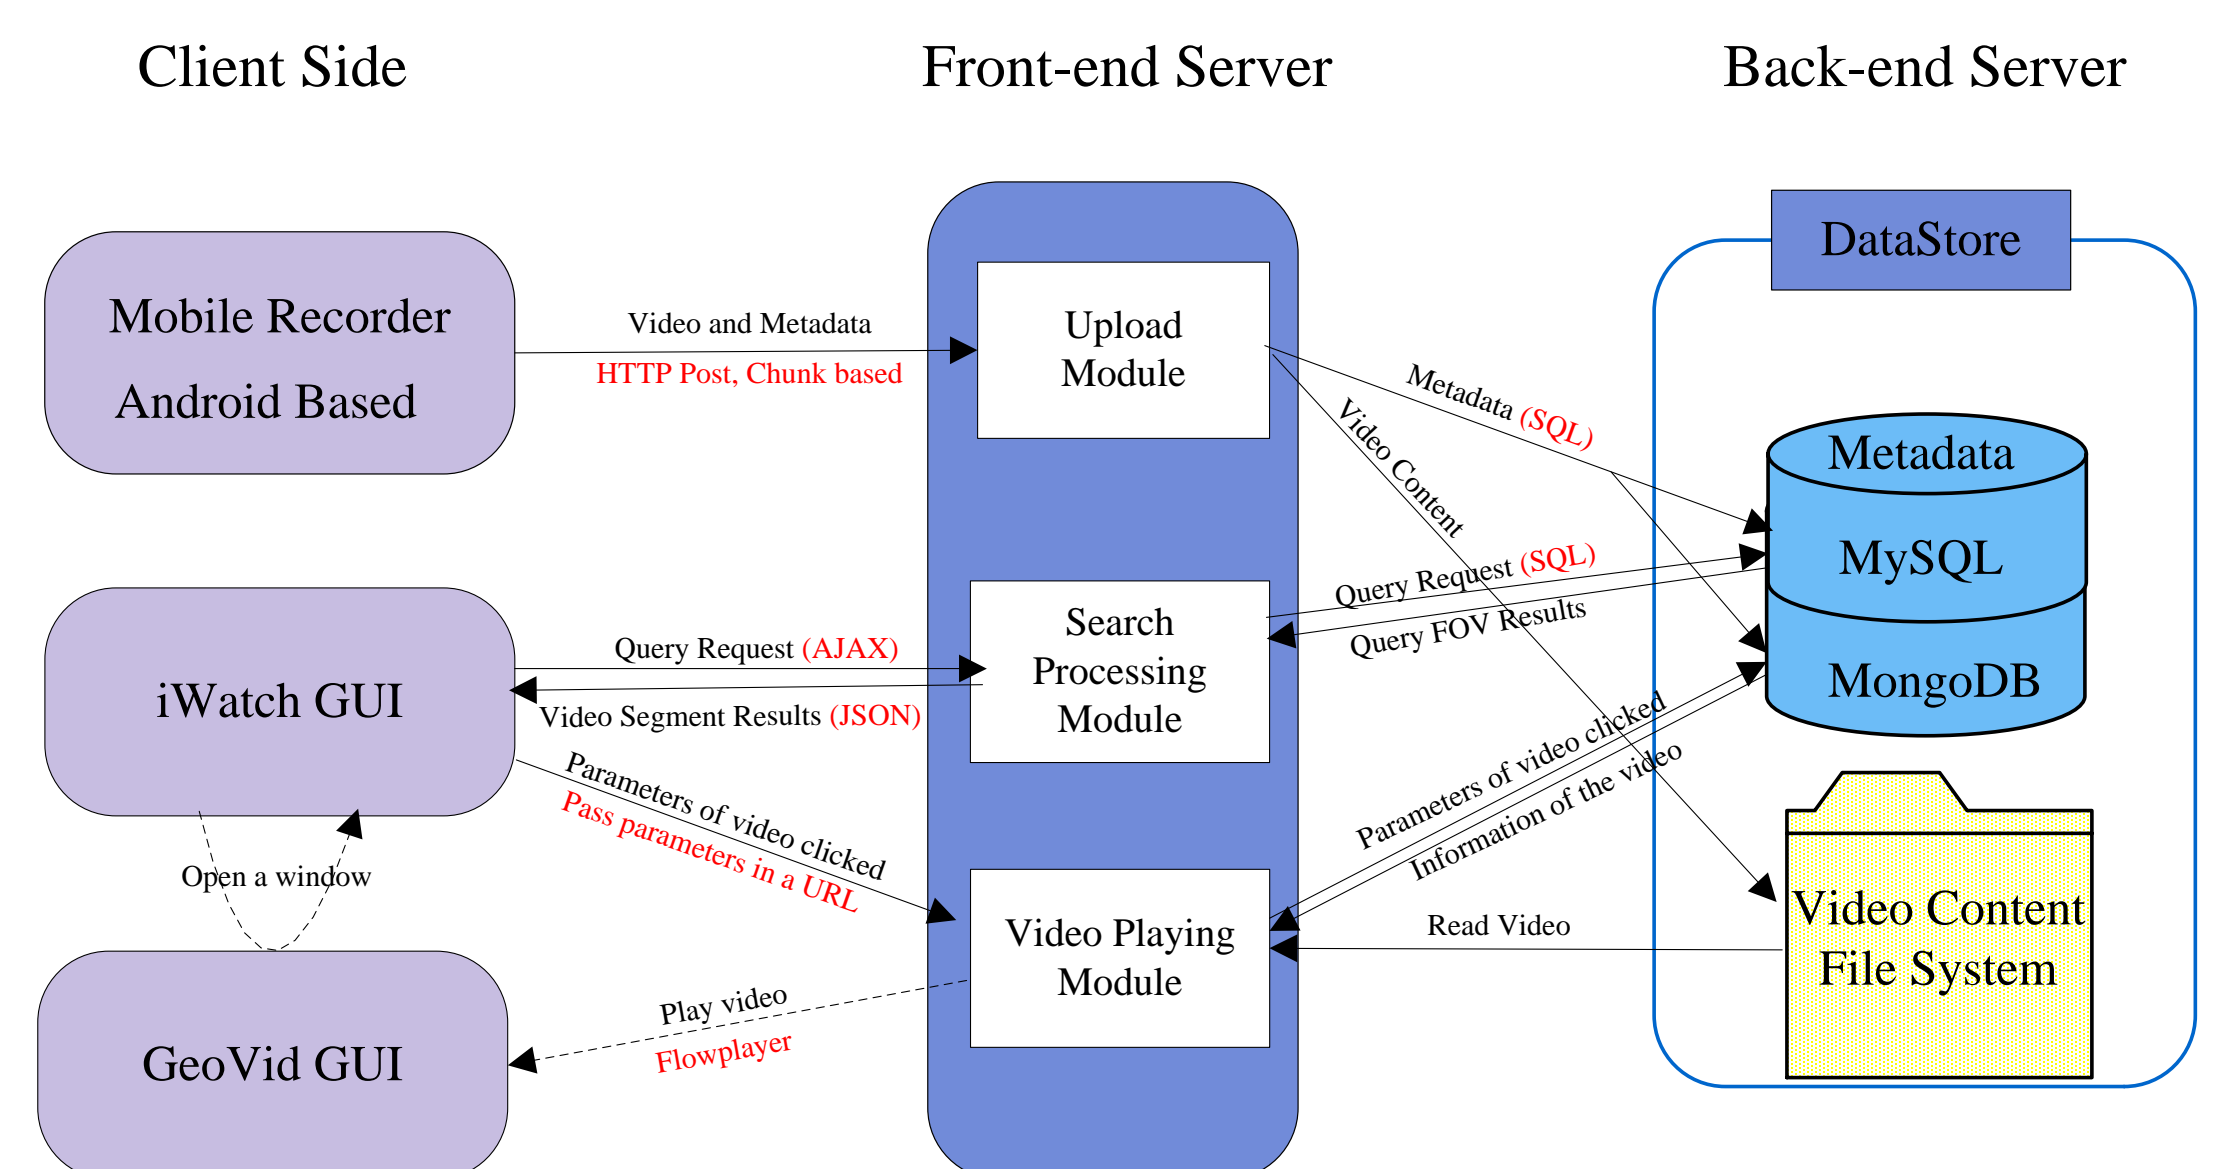 Client Side
Front-end Server
Back-end Server
DataStore
Mobile Recorder
Android Based
Video and Metadata
HTTP Post, Chunk based
Upload
Module
Metadata (SQL)
Video Content
Metadata
MySQL
MongoDB
Query Request (SQL)
Query FOV Results
iWatch GUI
Query Request (AJAX)
Video Segment Results (JSON)
Search
Processing
Module
Parameters of video clicked
Pass parameters in a URL
Parameters of video clicked
Information of the video
Open a window
Video Playing
Module
Read Video
Video Content
File System
GeoVid GUI
Play video
Flowplayer